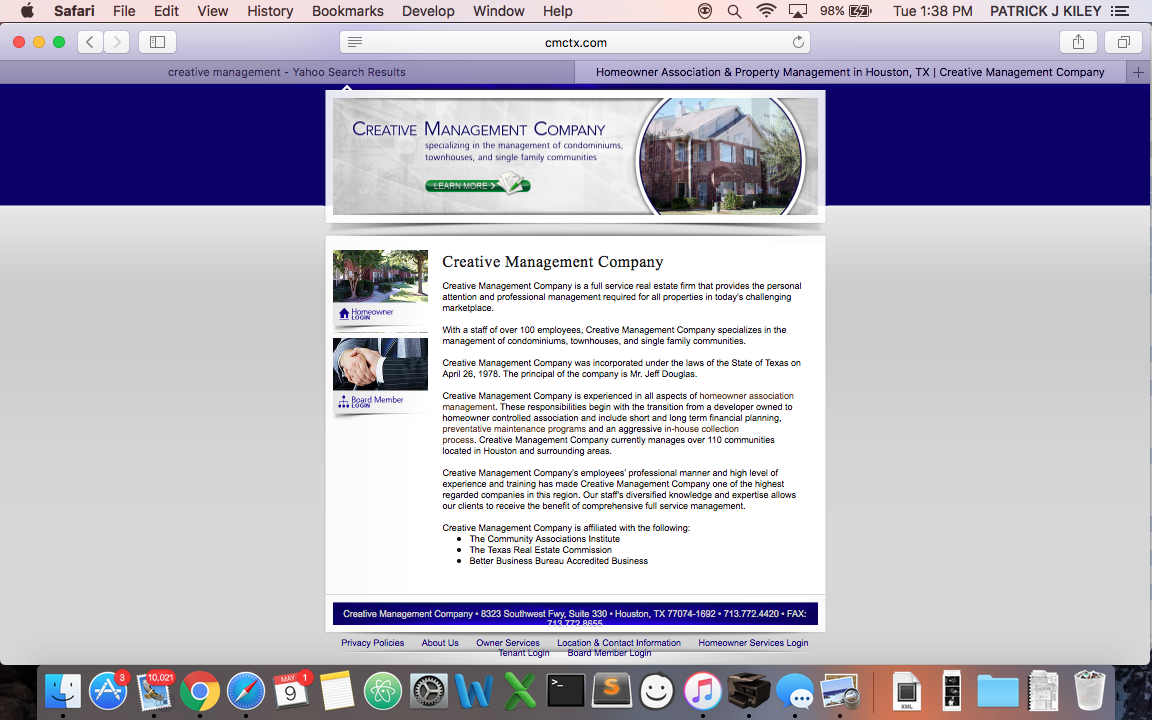 Safari File Edit View History Bookmarks Develop Window Help 98% Tue 1:38 PM PATRICK J KILEY
cmctx.com
creative management - Yahoo Search Results
Homeowner Association & Property Management in Houston, TX | Creative Management Company
CREATIVE MANAGEMENT COMPANY
specializing in the management of condominiums,
townhouses, and single family communities
LEARN MORE >
Homeowner
LOGIN
Board Member
LOGIN
Creative Management Company
Creative Management Company is a full service real estate firm that provides the personal
attention and professional management required for all properties in today's challenging
marketplace.
With a staff of over 100 employees, Creative Management Company specializes in the
management of condominiums, townhouses, and single family communities.
Creative Management Company was incorporated under the laws of the State of Texas on
April 26, 1978. The principal of the company is Mr. Jeff Douglas.
Creative Management Company is experienced in all aspects of homeowner association
management. These responsibilities begin with the transition from a developer owned to
homeowner controlled association and include short and long term financial planning,
preventative maintenance programs and an aggressive in-house collection
process. Creative Management Company currently manages over 110 communities
located in Houston and surrounding areas.
Creative Management Company's employees' professional manner and high level of
experience and training has made Creative Management Company one of the highest
regarded companies in this region. Our staff's diversified knowledge and expertise allows
our clients to receive the benefit of comprehensive full service management.
Creative Management Company is affiliated with the following:
• The Community Associations Institute
• The Texas Real Estate Commission
• Better Business Bureau Accredited Business
Creative Management Company • 8323 Southwest Fwy, Suite 330 • Houston, TX 77074-1692 • 713.772.4420 • FAX:
713.772.8655
Privacy Policies About Us Owner Services Location & Contact Information Homeowner Services Login
Tenant Login Board Member Login
3 10,021 MAY 9 1 XML